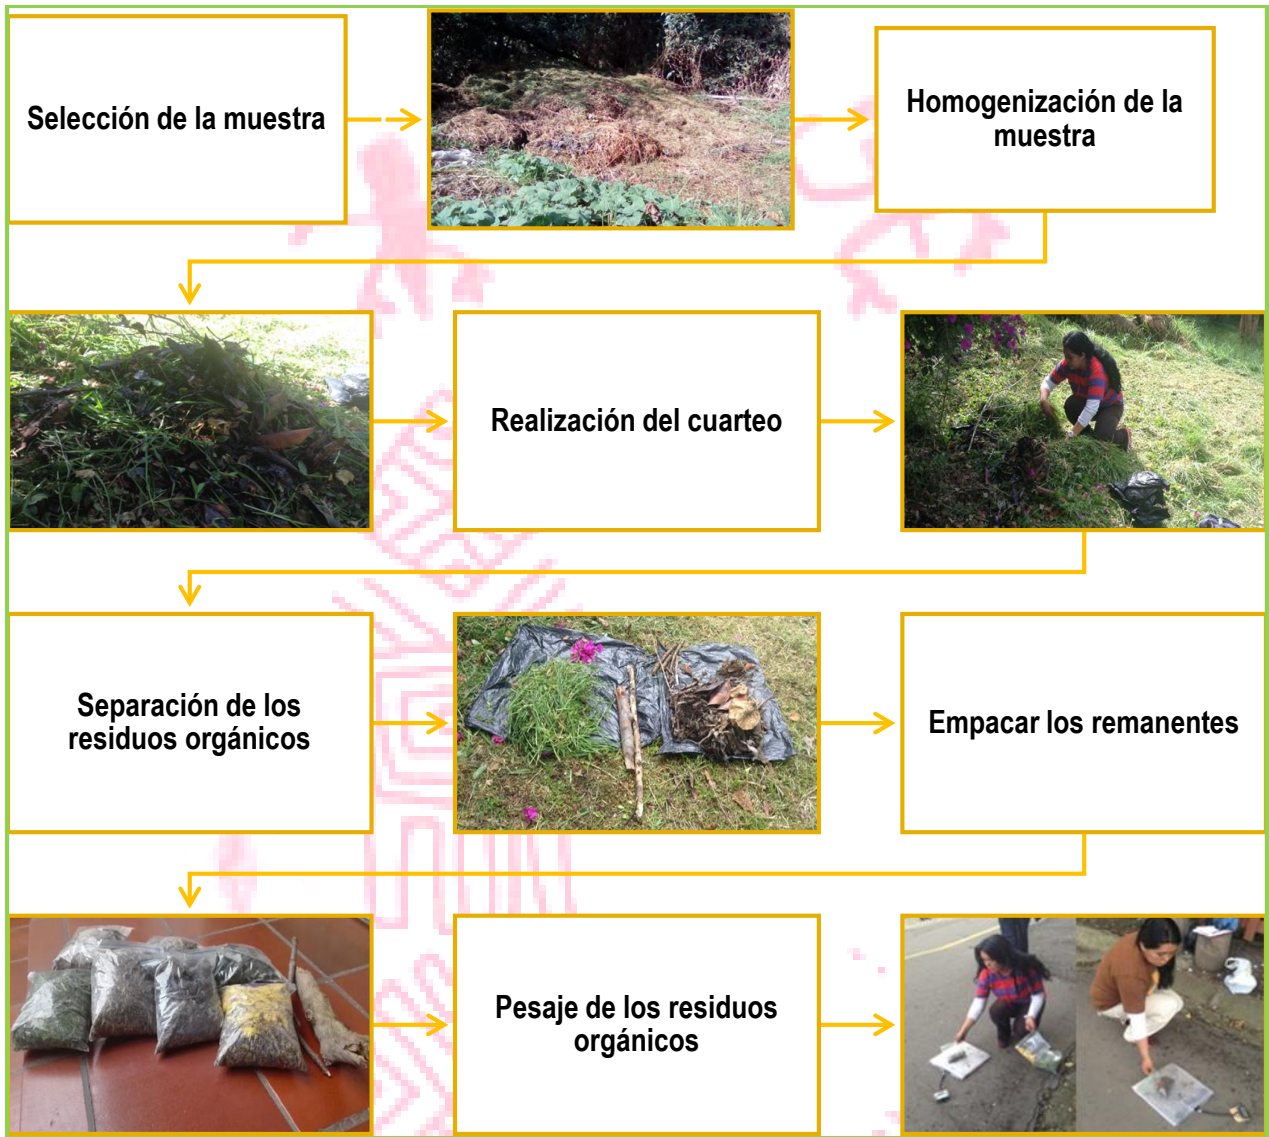 Selección de la muestra
Homogenización de la
muestra
Realización del cuarteo
Separación de los
residuos orgánicos
Empacar los remanentes
Pesaje de los residuos
orgánicos